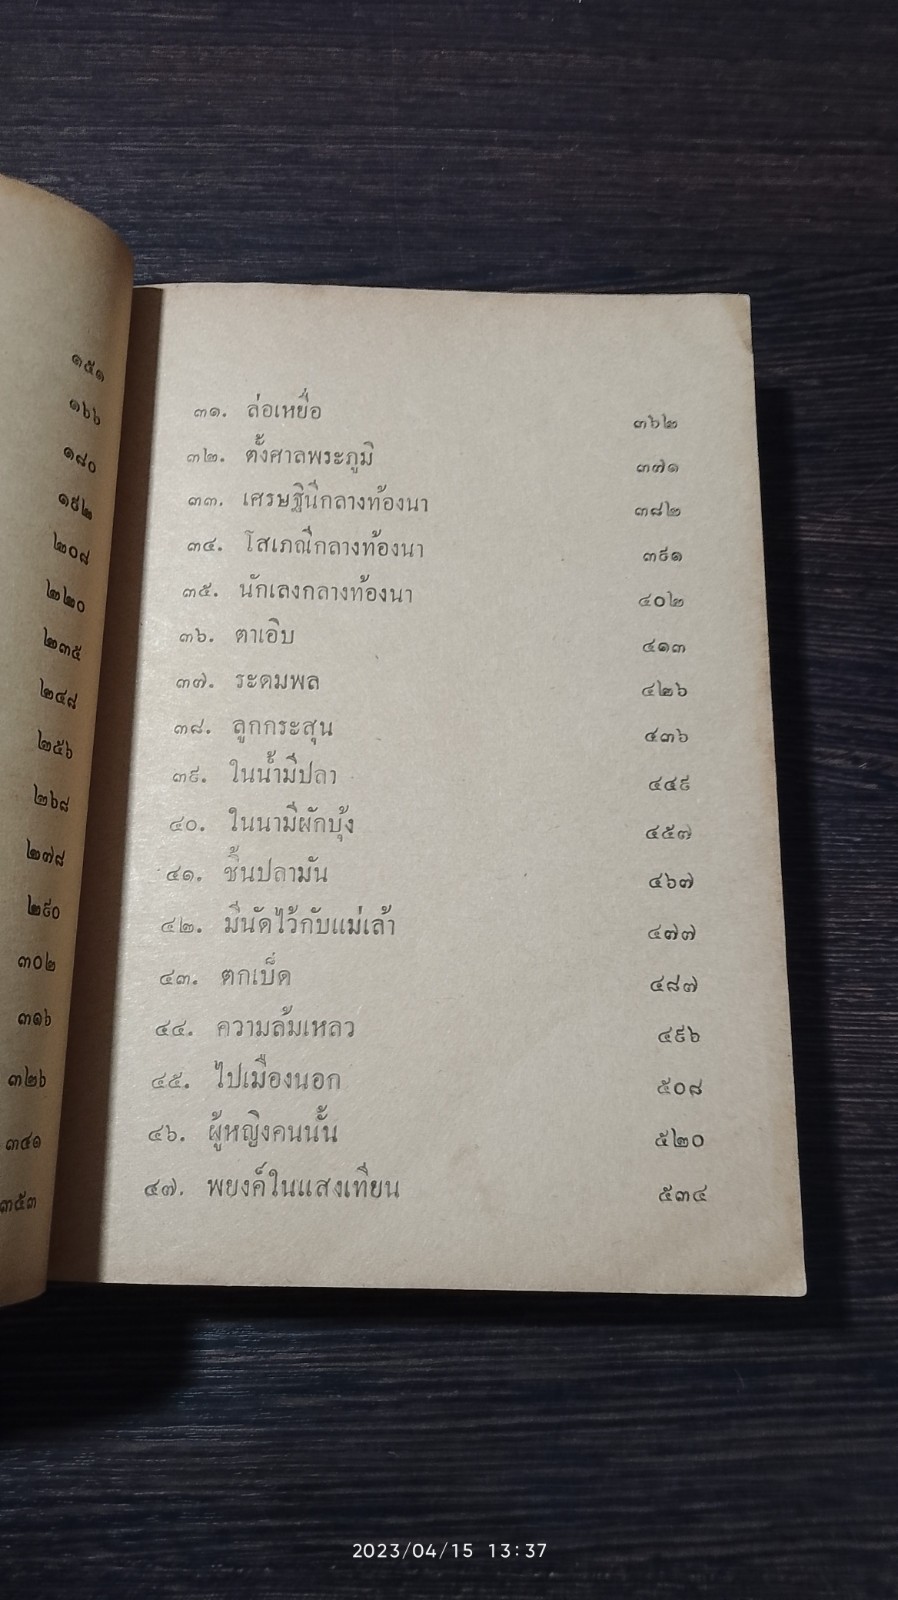 ๑๕๑
๑๖๖
๑๘๐
๑๙๒
๒๐๘
๒๒๐
๒๓๕
๒๔๘
๒๕๖
๒๖๘
๒๗๘
๒๙๐
๓๐๒
๓๑๖
๓๒๖
๓๔๑
๓๕๓
๓๑. ล่อเหยื่อ ๓๖๒
๓๒. ตั้งศาลพระภูมิ ๓๗๑
๓๓. เศรษฐินีกลางท้องนา ๓๘๒
๓๔. โสเภณีกลางท้องนา ๓๙๑
๓๕. นักเลงกลางท้องนา ๔๐๒
๓๖. ตาเอิบ ๔๑๓
๓๗. ระดมพล ๔๒๖
๓๘. ลูกกระสุน ๔๓๖
๓๙. ในน้ำมีปลา ๔๔๙
๔๐. ในนามีผักบุ้ง ๔๕๗
๔๑. ชิ้นปลามัน ๔๖๗
๔๒. มีนัดไว้กับแม่เล้า ๔๗๗
๔๓. ตกเบ็ด ๔๘๗
๔๔. ความล้มเหลว ๔๙๖
๔๕. ไปเมืองนอก ๕๐๘
๔๖. ผู้หญิงคนนั้น ๕๒๐
๔๗. พยงค์ในแสงเทียน ๕๓๔
2023/04/15 13:37